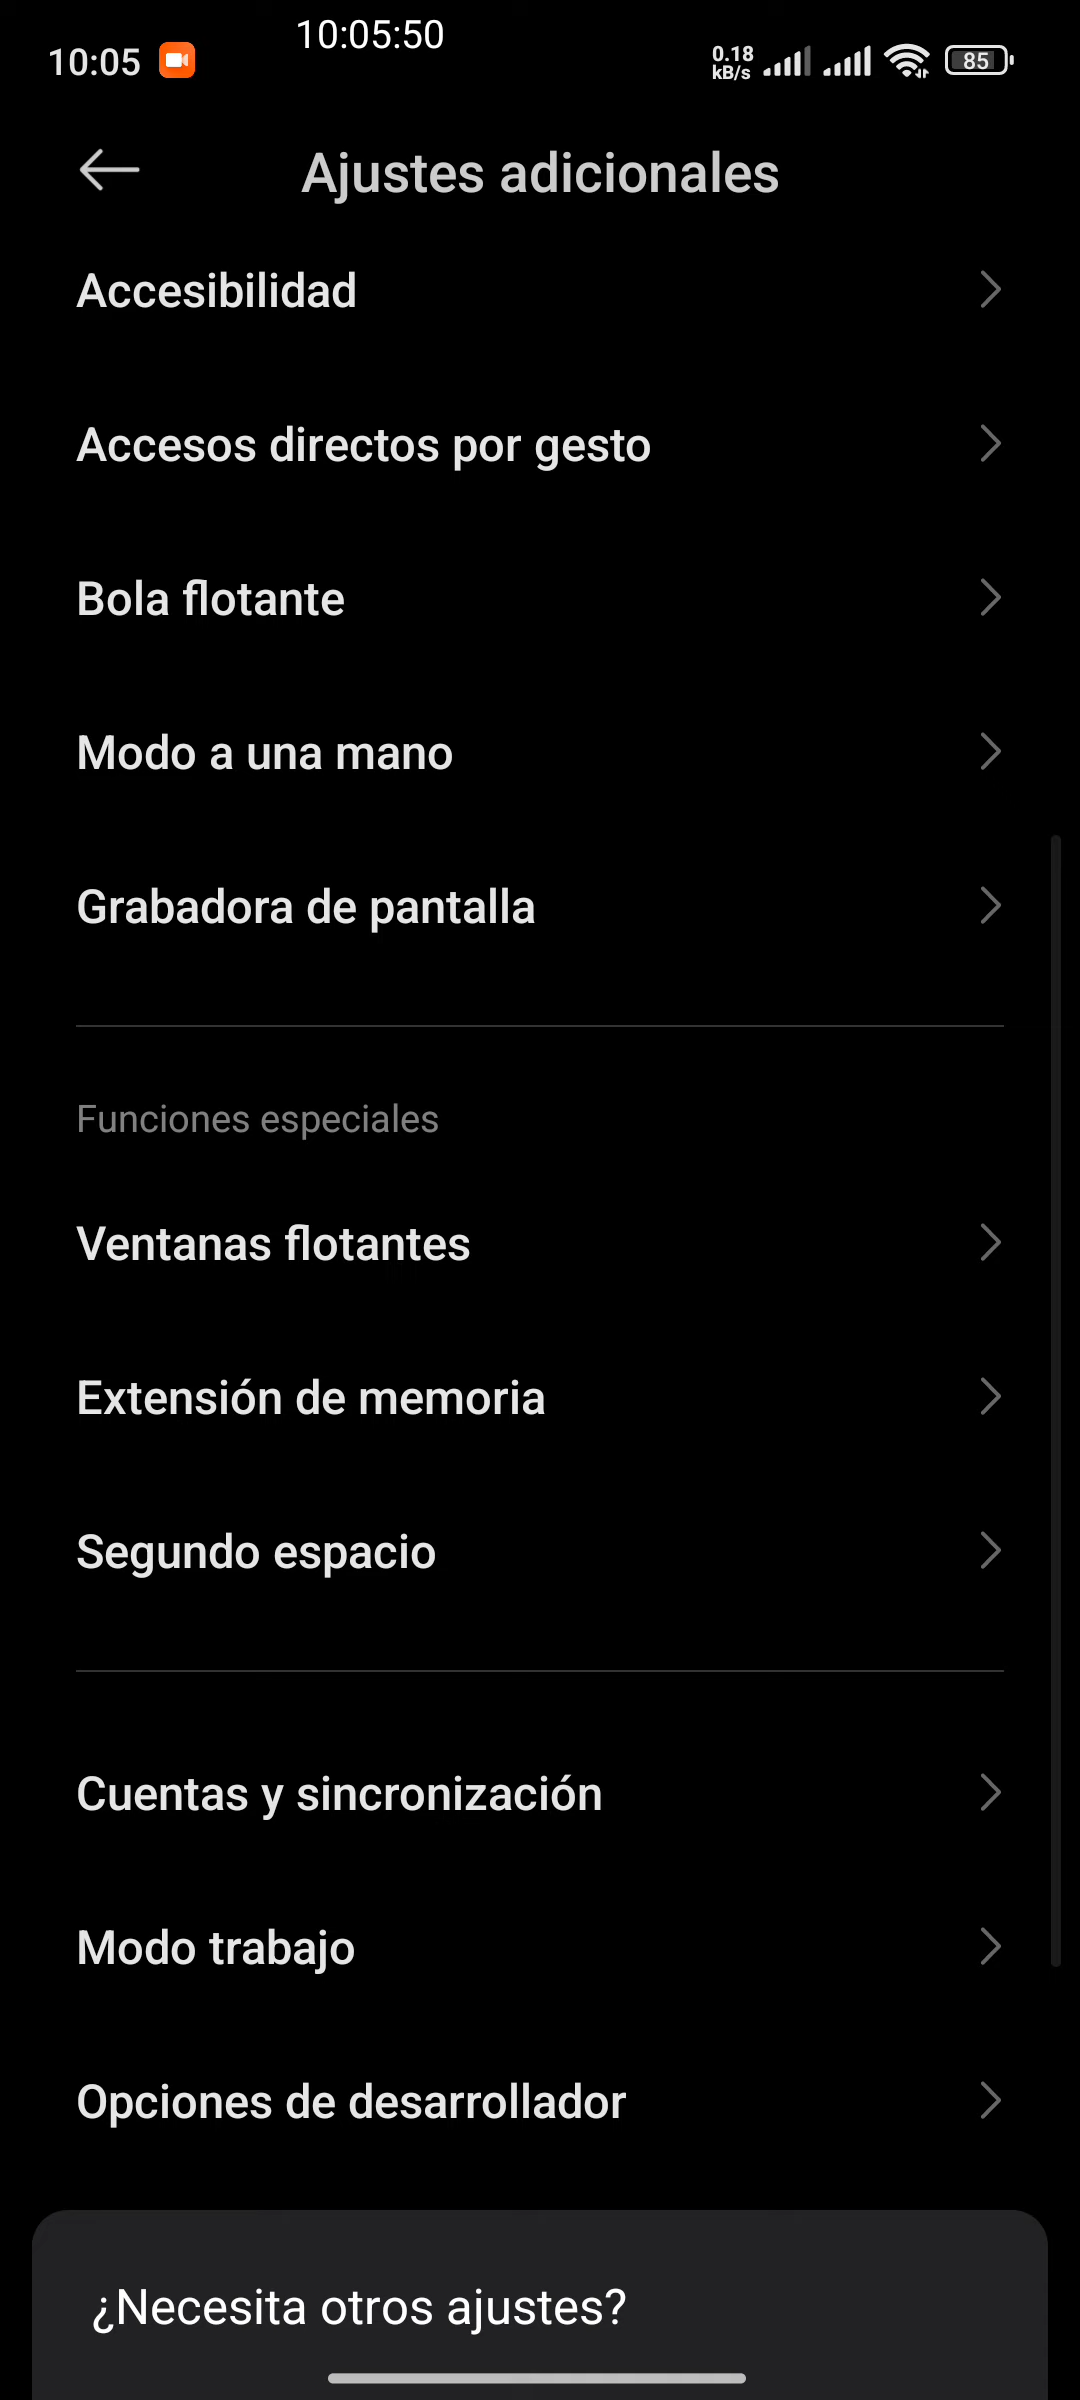 10:05
10:05:50
0.18
kB/s
85
Ajustes adicionales
Accesibilidad
Accesos directos por gesto
Bola flotante
Modo a una mano
Grabadora de pantalla
Funciones especiales
Ventanas flotantes
Extensión de memoria
Segundo espacio
Cuentas y sincronización
Modo trabajo
Opciones de desarrollador
¿Necesita otros ajustes?